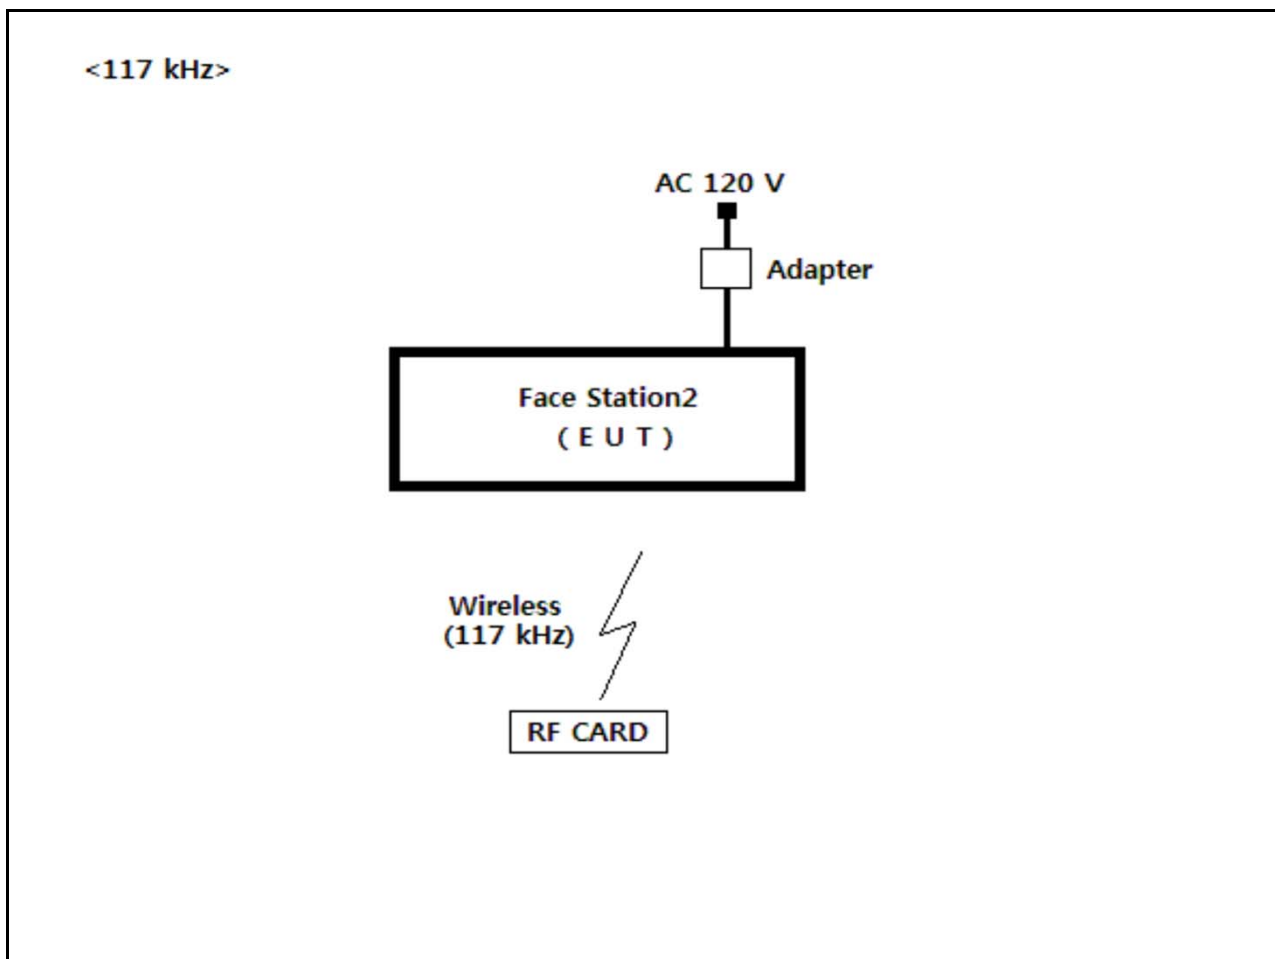 <117 kHz>
AC 120 V
Adapter
Face Station2
( E U T )
Wireless
(117 kHz)
RF CARD